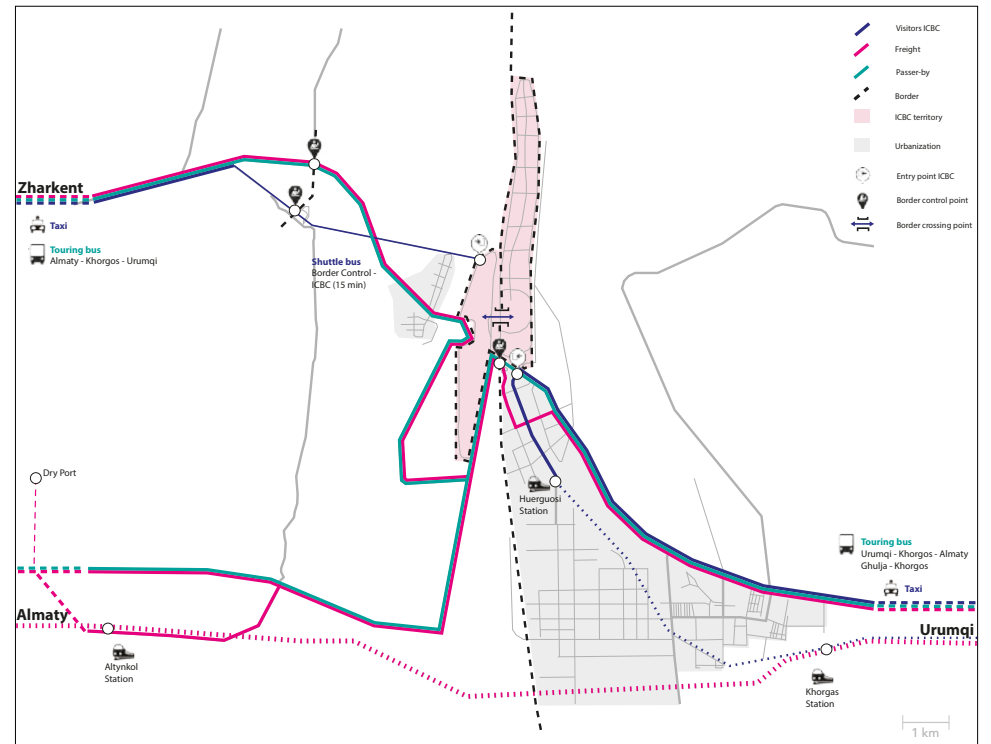 Visitors ICBC
Freight
Passer-by
Border
ICBC territory
Urbanization
Entry point ICBC
Border control point
Border crossing point
Zharkent
Taxi
Touring bus
Almaty - Khorgos - Urumqi
Shuttle bus
Border Control -
ICBC (15 min)
Dry Port
Huerguosi
Station
Touring bus
Urumqi - Khorgos - Almaty
Ghulja - Khorgos
Taxi
Almaty
Urumqi
Altynkol
Station
Khorgas
Station
1 km